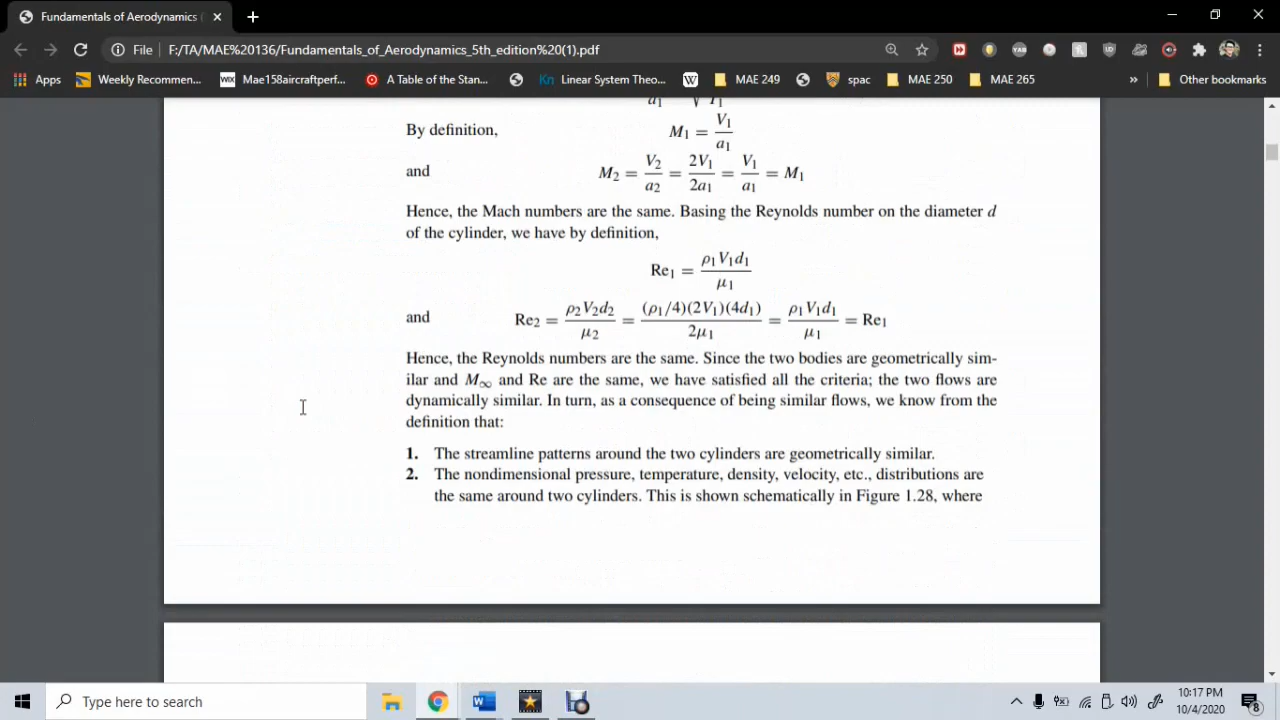 Fundamentals of Aerodynamics (
File
F:/TA/MAE%20136/Fundamentals_of_Aerodynamics_5th_edition%20(1).pdf
Apps Weekly Recommen... WiX Mae158aircraftperf... A Table of the Stan... Kn Linear System Theo... W MAE 249 spac MAE 250 MAE 265 » Other bookmarks
By definition, M₁ = V₁/a₁
and M₂ = V₂/a₂ = 2V₁/2a₁ = V₁/a₁ = M₁
Hence, the Mach numbers are the same. Basing the Reynolds number on the diameter d
of the cylinder, we have by definition,
Re₁ = ρ₁V₁d₁/μ₁
and Re₂ = ρ₂V₂d₂/μ₂ = (ρ₁/4)(2V₁)(4d₁)/2μ₁ = ρ₁V₁d₁/μ₁ = Re₁
Hence, the Reynolds numbers are the same. Since the two bodies are geometrically sim-
ilar and M∞ and Re are the same, we have satisfied all the criteria; the two flows are
dynamically similar. In turn, as a consequence of being similar flows, we know from the
definition that:
1. The streamline patterns around the two cylinders are geometrically similar.
2. The nondimensional pressure, temperature, density, velocity, etc., distributions are
the same around two cylinders. This is shown schematically in Figure 1.28, where
Type here to search
10:17 PM
10/4/2020
8